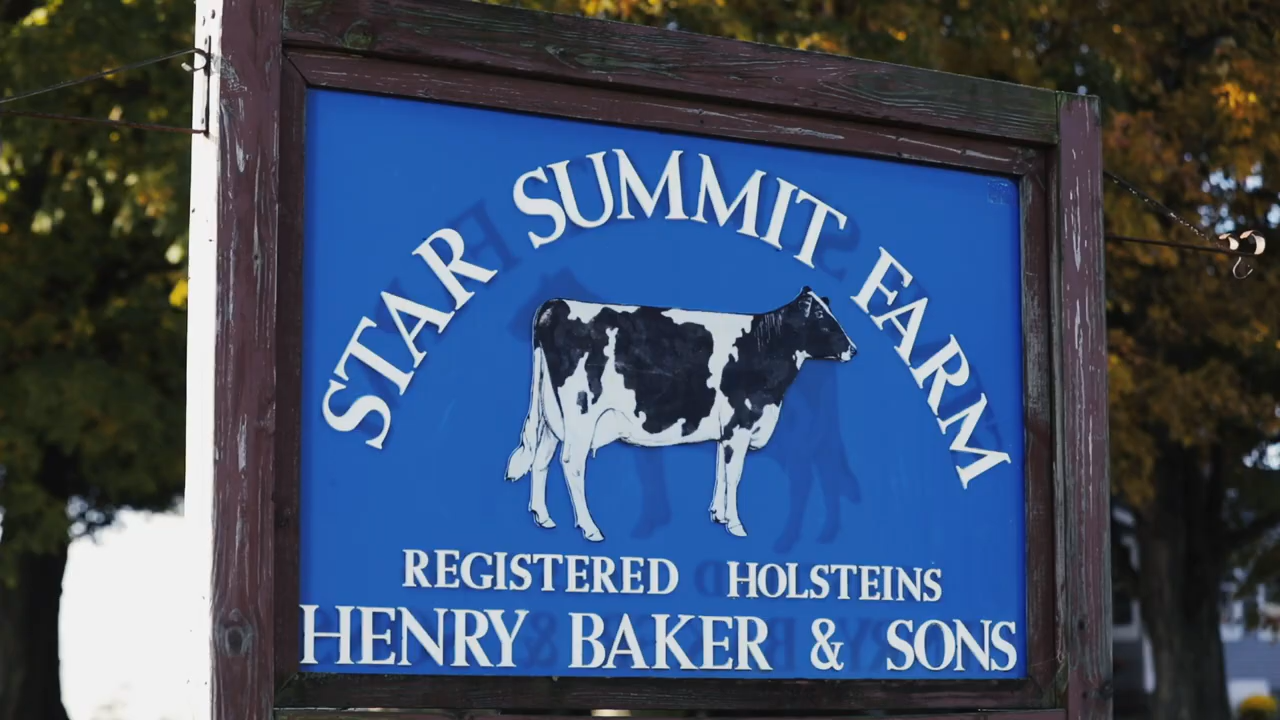 STAR SUMMIT FARM
REGISTERED HOLSTEINS
HENRY BAKER & SONS